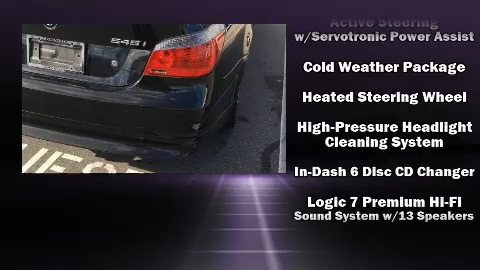 Active Steering
w/Servotronic Power Assist
Cold Weather Package
Heated Steering Wheel
High-Pressure Headlight
Cleaning System
In-Dash 6 Disc CD Changer
Logic 7 Premium Hi-Fi
Sound System w/13 Speakers
545i